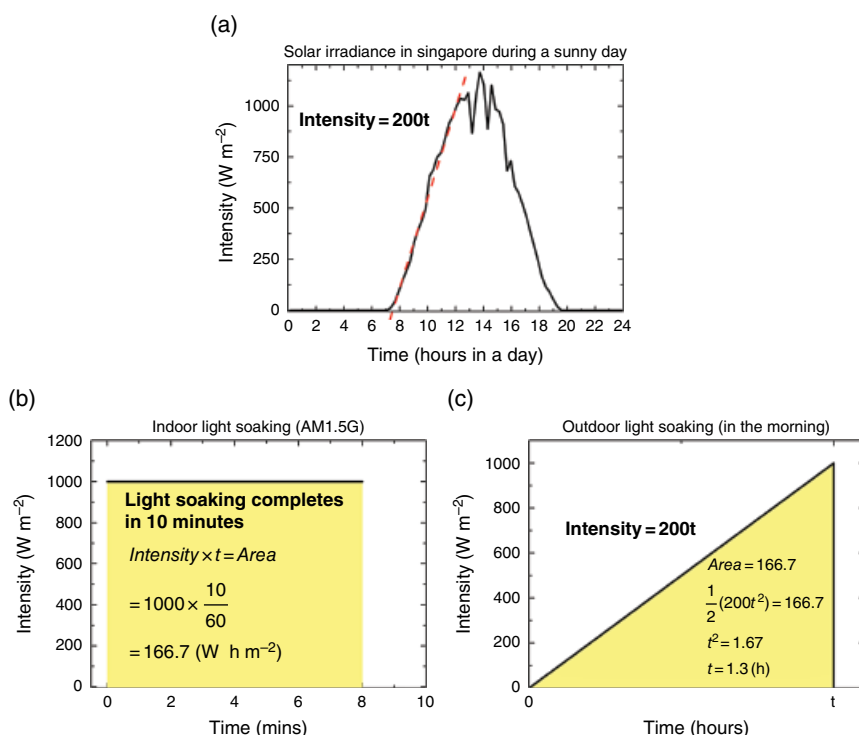 (a)
Solar irradiance in singapore during a sunny day
Intensity = 200t
Intensity (W m⁻²)
1000
750
500
250
0
0 2 4 6 8 10 12 14 16 18 20 22 24
Time (hours in a day)
(b)
Indoor light soaking (AM1.5G)
Intensity (W m⁻²)
1200
1000
800
600
400
200
0
Light soaking completes
in 10 minutes
Intensity × t = Area
= 1000 × 10/60
= 166.7 (W h m⁻²)
0 2 4 6 8 10
Time (mins)
(c)
Outdoor light soaking (in the morning)
Intensity (W m⁻²)
1000
800
600
400
200
0
Intensity = 200t
Area = 166.7
1/2 (200t²) = 166.7
t² = 1.67
t = 1.3 (h)
0 t
Time (hours)